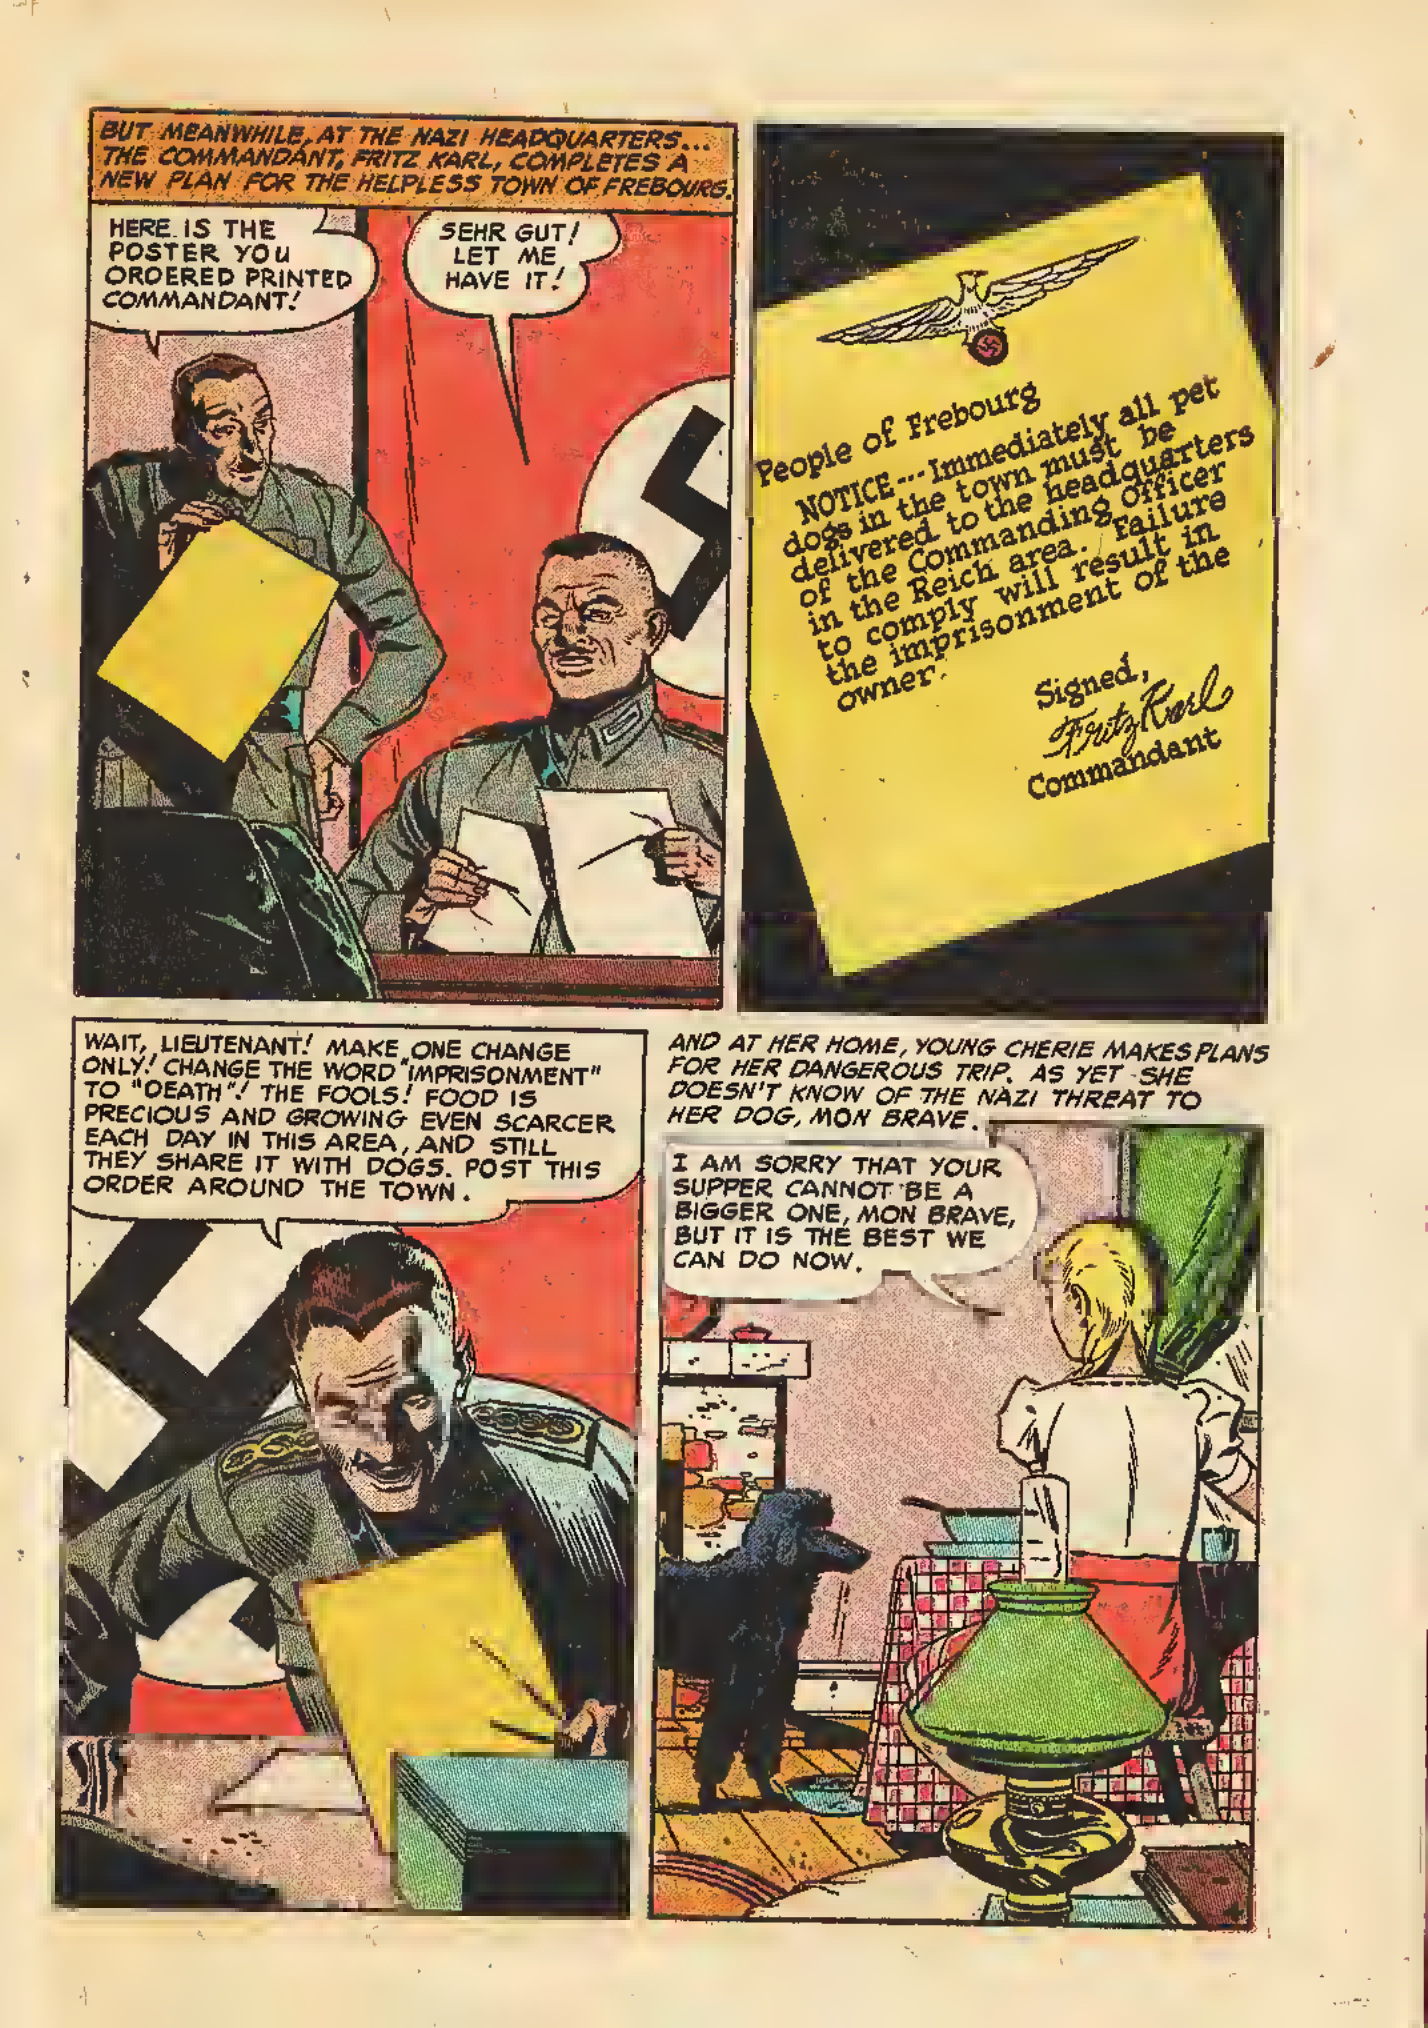 BUT MEANWHILE, AT THE NAZI HEADQUARTERS...
THE COMMANDANT, FRITZ KARL, COMPLETES A
NEW PLAN FOR THE HELPLESS TOWN OF FREBOURG.
HERE IS THE
POSTER YOU
ORDERED PRINTED
COMMANDANT!
SEHR GUT!
LET ME
HAVE IT!
People of Frebourg
NOTICE---Immediately all pet
dogs in the town must be
delivered to the headquarters
of the Commanding officer
in the Reich area. Failure
to comply will result in
the imprisonment of the
owner.
Signed,
Fritz Karl
Commandant
WAIT, LIEUTENANT! MAKE ONE CHANGE
ONLY! CHANGE THE WORD "IMPRISONMENT"
TO "DEATH"! THE FOOLS! FOOD IS
PRECIOUS AND GROWING EVEN SCARCER
EACH DAY IN THIS AREA, AND STILL
THEY SHARE IT WITH DOGS. POST THIS
ORDER AROUND THE TOWN.
AND AT HER HOME, YOUNG CHERIE MAKES PLANS
FOR HER DANGEROUS TRIP. AS YET SHE
DOESN'T KNOW OF THE NAZI THREAT TO
HER DOG, MON BRAVE.
I AM SORRY THAT YOUR
SUPPER CANNOT BE A
BIGGER ONE, MON BRAVE,
BUT IT IS THE BEST WE
CAN DO NOW.